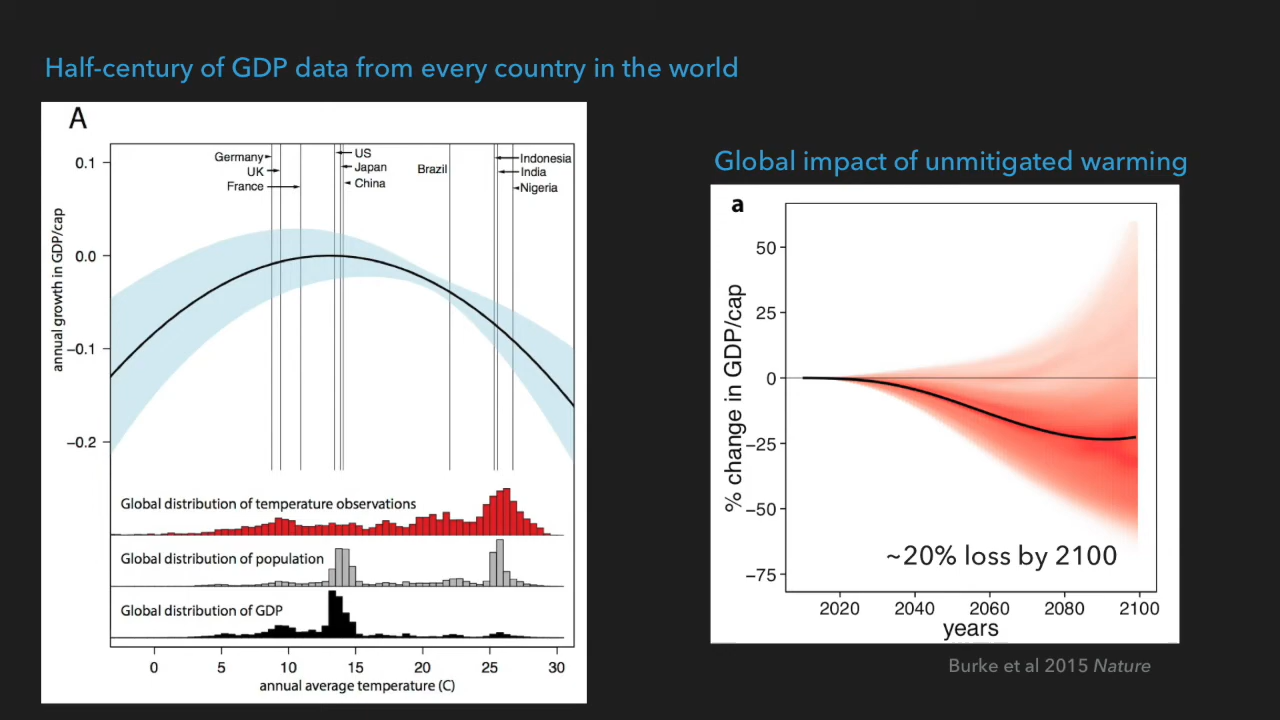 Half-century of GDP data from every country in the world
A
annual growth in GDP/cap
0.1
0.0
−0.1
−0.2
Germany
UK
France
US
Japan
China
Brazil
Indonesia
India
Nigeria
Global distribution of temperature observations
Global distribution of population
Global distribution of GDP
0 5 10 15 20 25 30
annual average temperature (C)
Global impact of unmitigated warming
a
% change in GDP/cap
50
25
0
−25
−50
−75
~20% loss by 2100
2020 2040 2060 2080 2100
years
Burke et al 2015 Nature